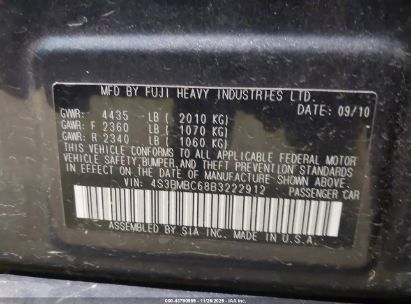 MFD BY FUJI HEAVY INDUSTRIES LTD.
DATE: 09/10
GVWR: 4435 LB ( 2010 KG)
GAWR: F 2360 LB ( 1070 KG)
GAWR: R 2340 LB ( 1060 KG)
THIS VEHICLE CONFORMS TO ALL APPLICABLE FEDERAL MOTOR
VEHICLE SAFETY, BUMPER, AND THEFT PREVENTION STANDARDS
IN EFFECT ON THE DATE OF MANUFACTURE SHOWN ABOVE.
VIN: 4S3BMBC68B3222912
PASSENGER CAR
ASSEMBLED BY SIA INC. MADE IN U.S.A.